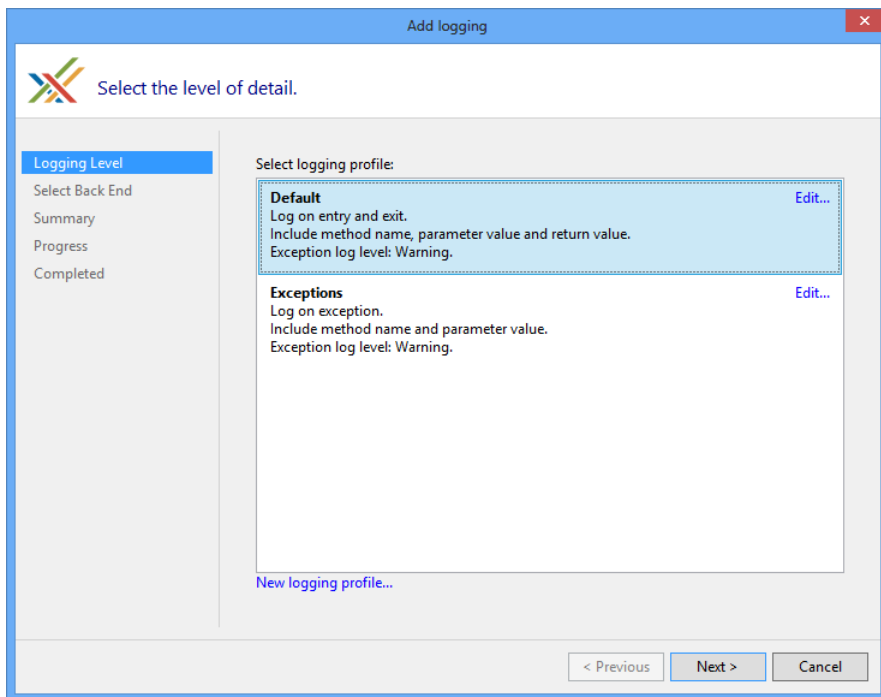 Add logging
Select the level of detail.
Logging Level
Select Back End
Summary
Progress
Completed
Select logging profile:
Default
Edit...
Log on entry and exit.
Include method name, parameter value and return value.
Exception log level: Warning.
Exceptions
Edit...
Log on exception.
Include method name and parameter value.
Exception log level: Warning.
New logging profile...
< Previous
Next >
Cancel